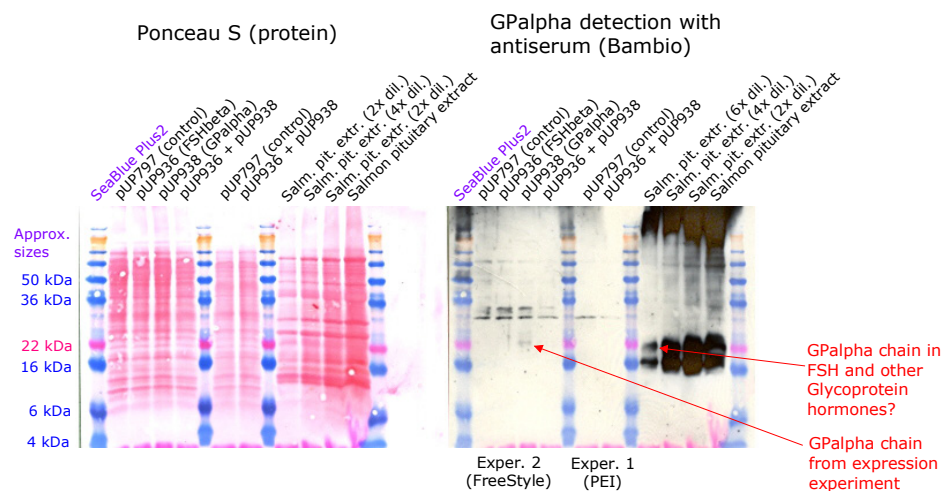 Ponceau S (protein)
GPalpha detection with
antiserum (Bambio)
SeaBlue Plus2
pUP797 (control)
pUP936 (FSHbeta)
pUP938 (GPalpha)
pUP936 + pUP938
pUP797 (control)
pUP936 + pUP938
Salm. pit. extr. (2x dil.)
Salm. pit. extr. (4x dil.)
Salm. pit. extr. (2x dil.)
Salmon pituitary extract
SeaBlue Plus2
pUP797 (control)
pUP936 (FSHbeta)
pUP938 (GPalpha)
pUP936 + pUP938
pUP797 (control)
pUP936 + pUP938
Salm. pit. extr. (6x dil.)
Salm. pit. extr. (4x dil.)
Salm. pit. extr. (2x dil.)
Salmon pituitary extract
Approx.
sizes
50 kDa
36 kDa
22 kDa
16 kDa
6 kDa
4 kDa
GPalpha chain in
FSH and other
Glycoprotein
hormones?
GPalpha chain
from expression
experiment
Exper. 2
(FreeStyle)
Exper. 1
(PEI)